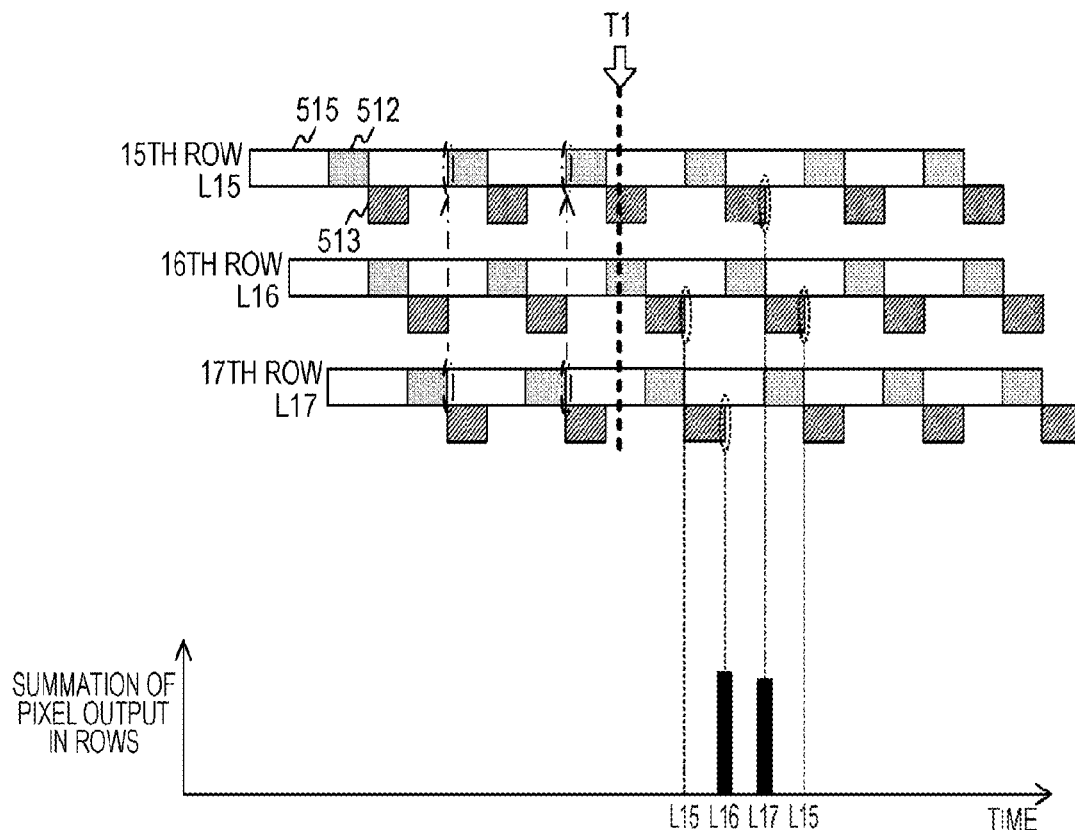 T1
515 512
15TH ROW
L15
513
16TH ROW
L16
17TH ROW
L17
SUMMATION OF
PIXEL OUTPUT
IN ROWS
L15 L16 L17 L15
TIME